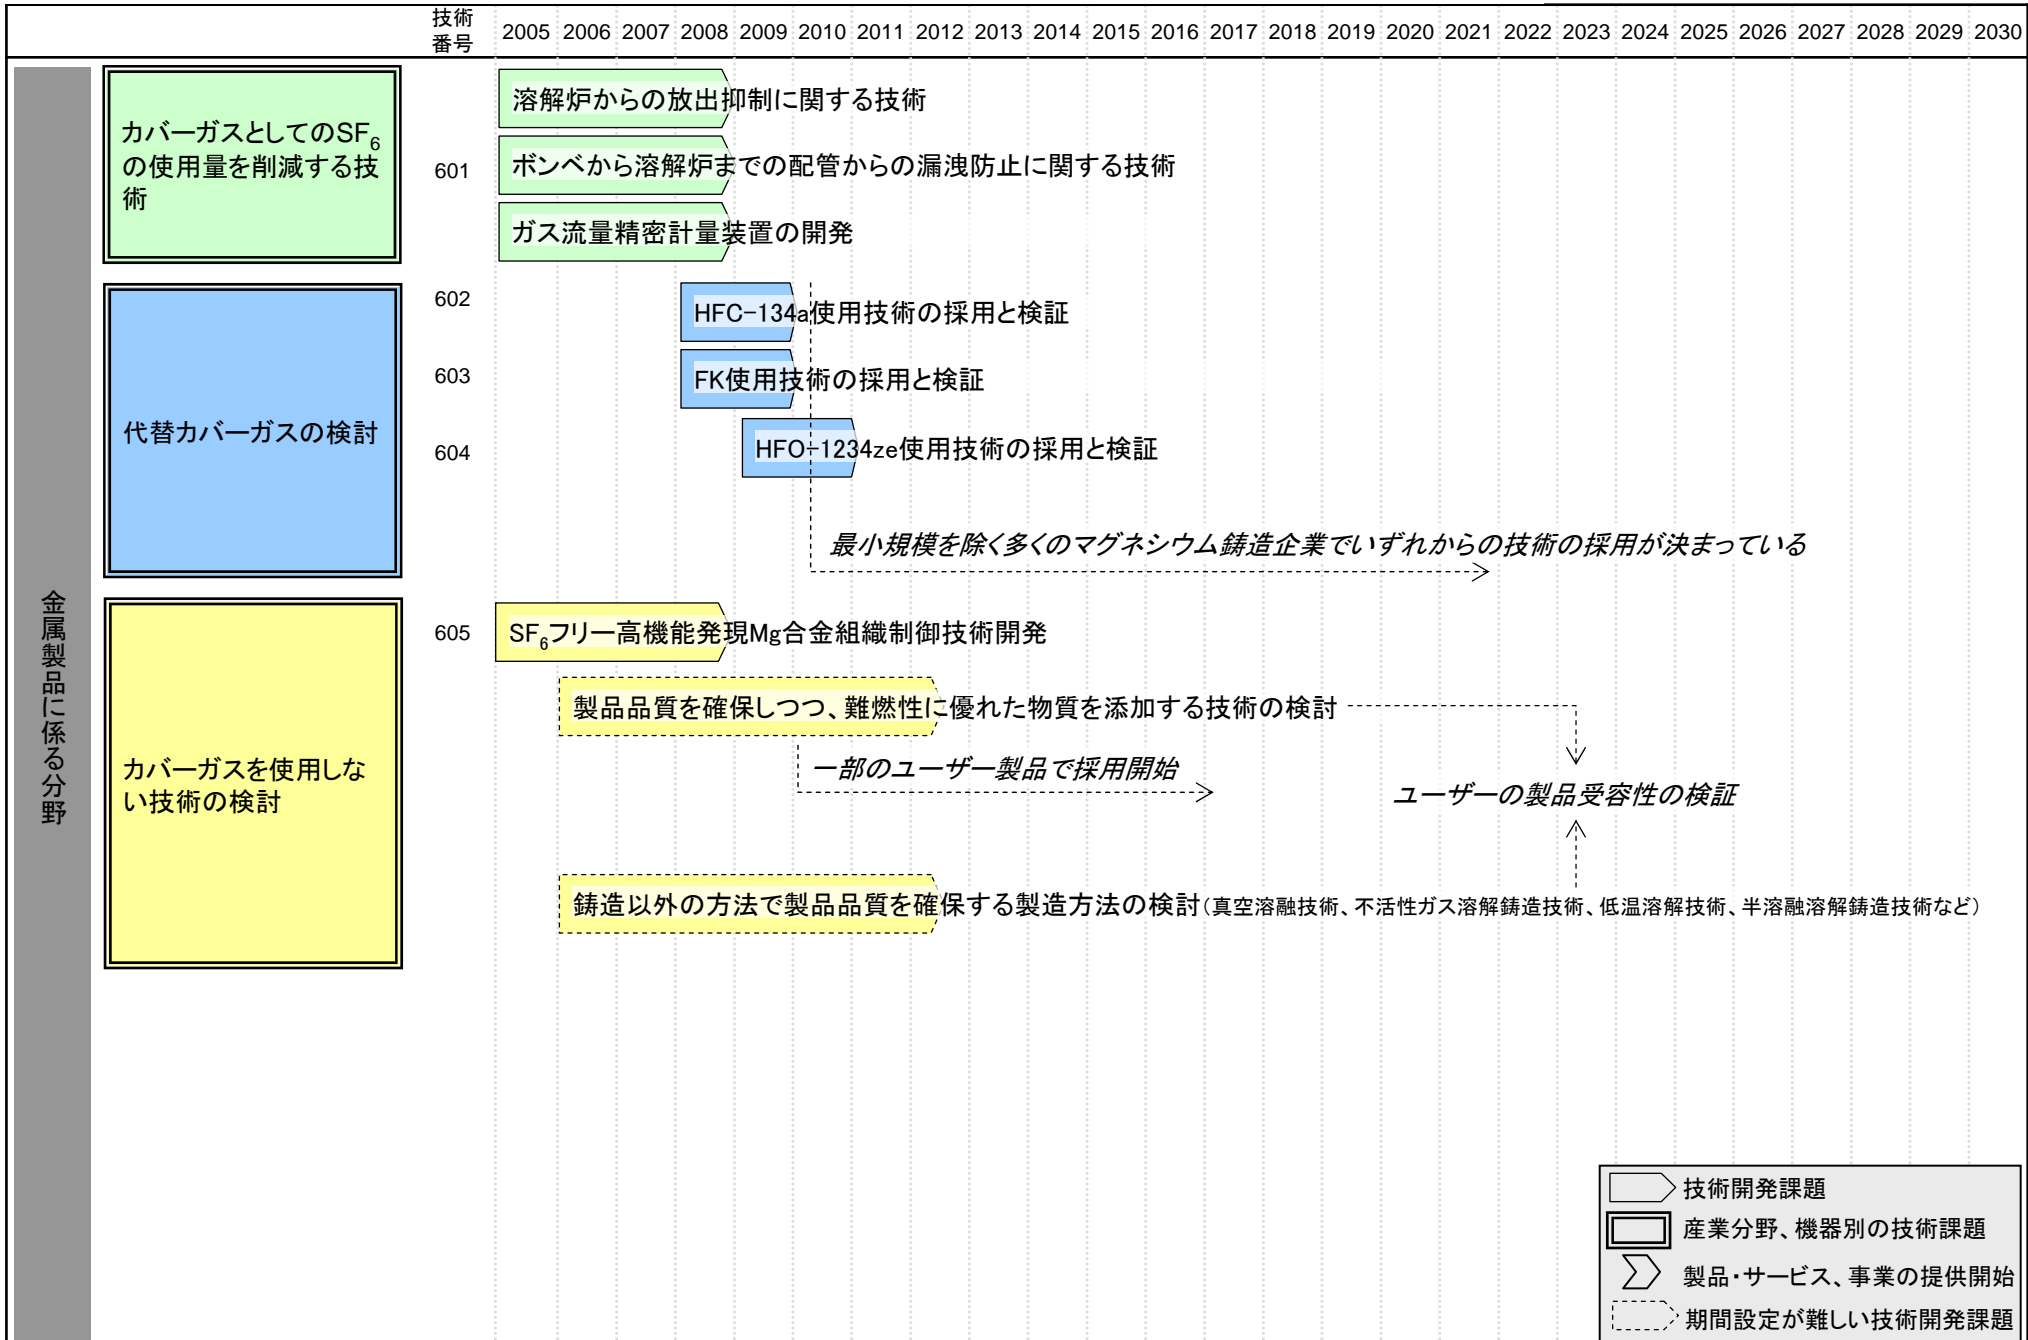 技術
番号
2005 2006 2007 2008 2009 2010 2011 2012 2013 2014 2015 2016 2017 2018 2019 2020 2021 2022 2023 2024 2025 2026 2027 2028 2029 2030
金属製品に係る分野
カバーガスとしてのSF6
の使用量を削減する技
術
601
溶解炉からの放出抑制に関する技術
ボンベから溶解炉までの配管からの漏洩防止に関する技術
ガス流量精密計量装置の開発
代替カバーガスの検討
602
HFC-134a使用技術の採用と検証
603
FK使用技術の採用と検証
604
HFO-1234ze使用技術の採用と検証
最小規模を除く多くのマグネシウム鋳造企業でいずれからの技術の採用が決まっている
カバーガスを使用しな
い技術の検討
605
SF6フリー高機能発現Mg合金組織制御技術開発
製品品質を確保しつつ、難燃性に優れた物質を添加する技術の検討
一部のユーザー製品で採用開始
ユーザーの製品受容性の検証
鋳造以外の方法で製品品質を確保する製造方法の検討(真空溶融技術、不活性ガス溶解鋳造技術、低温溶解技術、半溶融溶解鋳造技術など)
技術開発課題
産業分野、機器別の技術課題
製品・サービス、事業の提供開始
期間設定が難しい技術開発課題